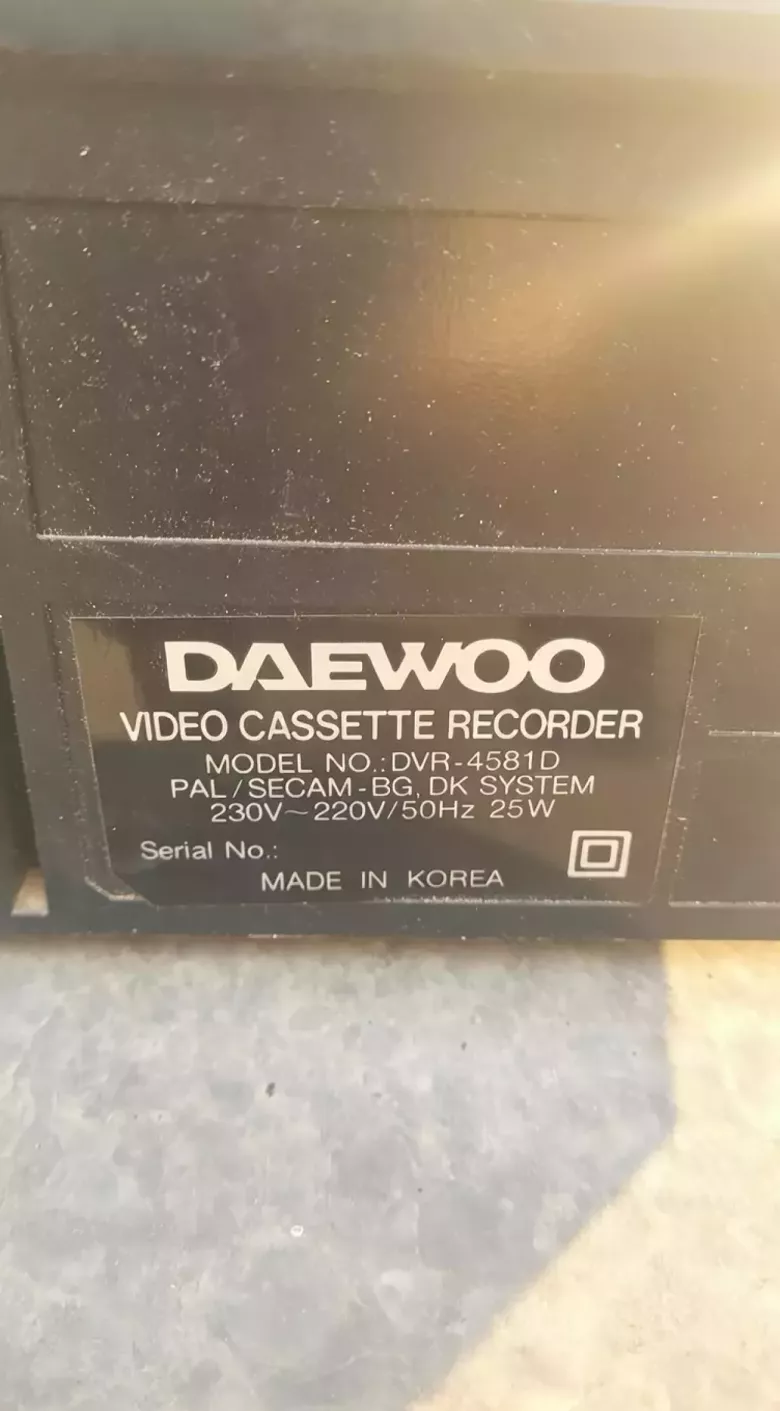 DAEWOO
VIDEO CASSETTE RECORDER
MODEL NO.:DVR-4581D
PAL/SECAM-BG, DK SYSTEM
230V~220V/50Hz 25W
Serial No.:
MADE IN KOREA